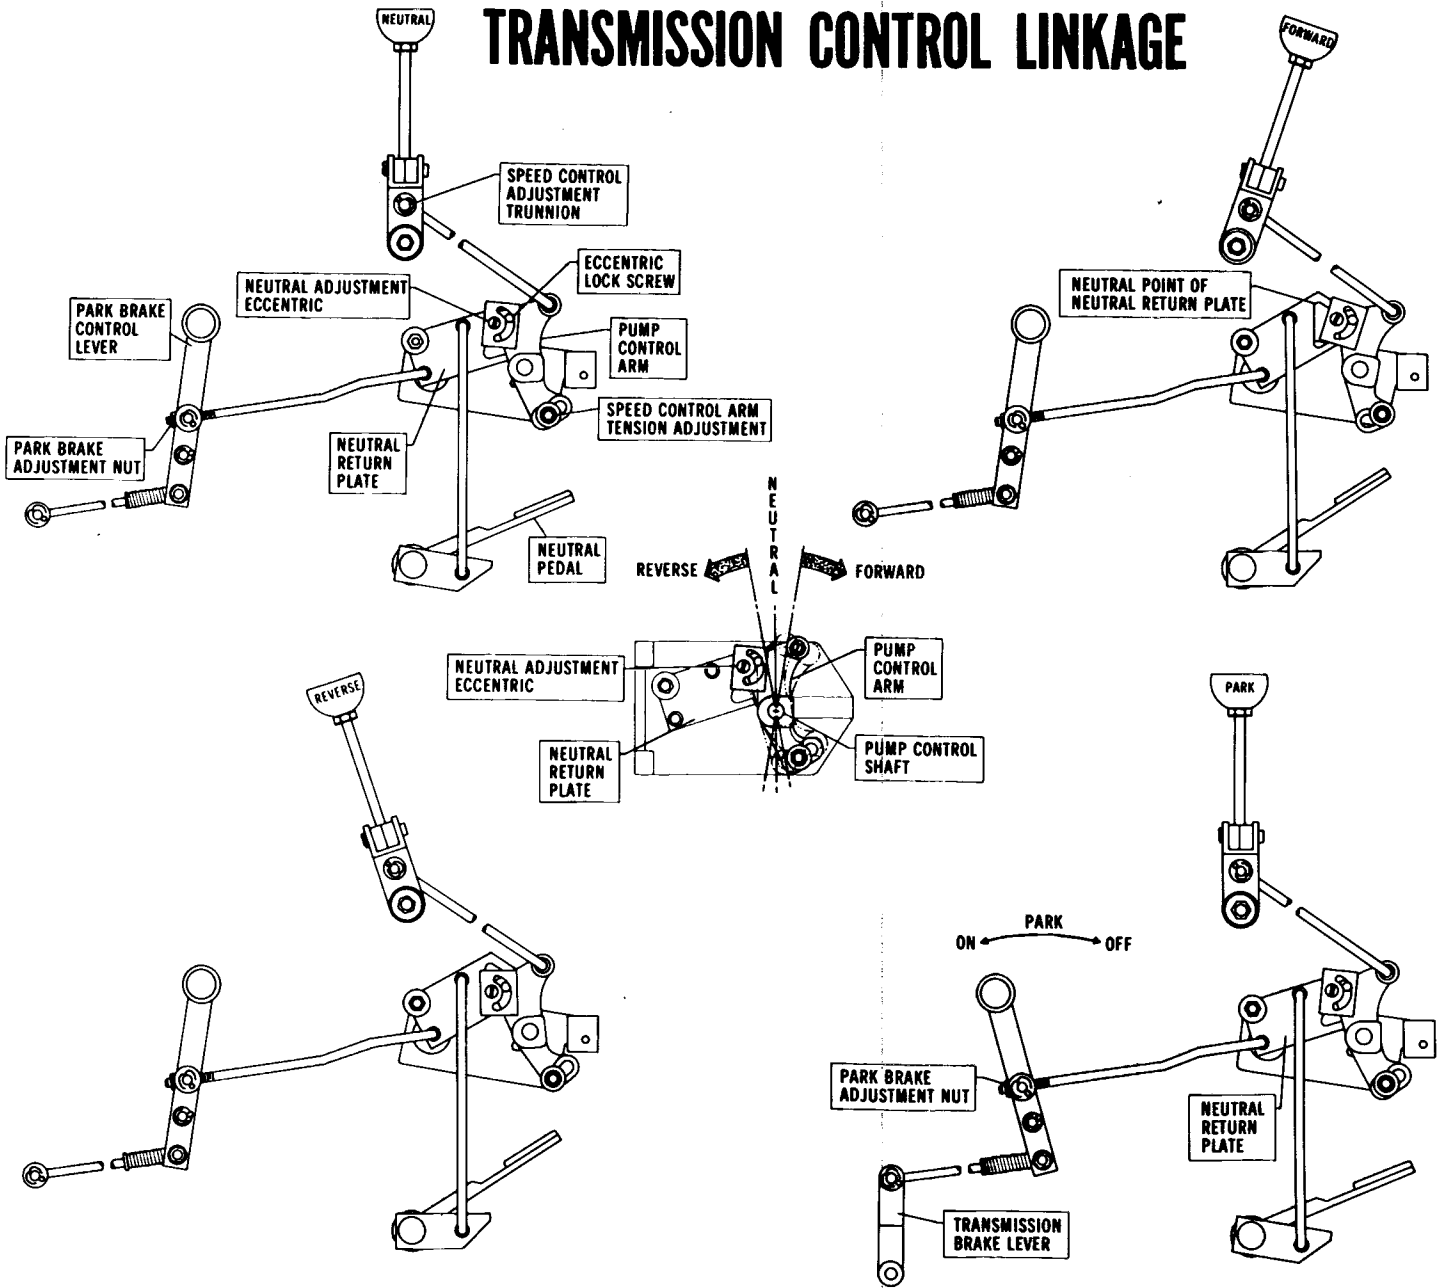 TRANSMISSION CONTROL LINKAGE
NEUTRAL
FORWARD
SPEED CONTROL
ADJUSTMENT
TRUNNION
ECCENTRIC
LOCK SCREW
NEUTRAL ADJUSTMENT
ECCENTRIC
PARK BRAKE
CONTROL
LEVER
PUMP
CONTROL
ARM
SPEED CONTROL ARM
TENSION ADJUSTMENT
PARK BRAKE
ADJUSTMENT NUT
NEUTRAL
RETURN
PLATE
NEUTRAL
PEDAL
NEUTRAL POINT OF
NEUTRAL RETURN PLATE
NEUTRAL
REVERSE
FORWARD
NEUTRAL ADJUSTMENT
ECCENTRIC
PUMP
CONTROL
ARM
NEUTRAL
RETURN
PLATE
PUMP CONTROL
SHAFT
REVERSE
PARK
PARK
ON
OFF
PARK BRAKE
ADJUSTMENT NUT
NEUTRAL
RETURN
PLATE
TRANSMISSION
BRAKE LEVER